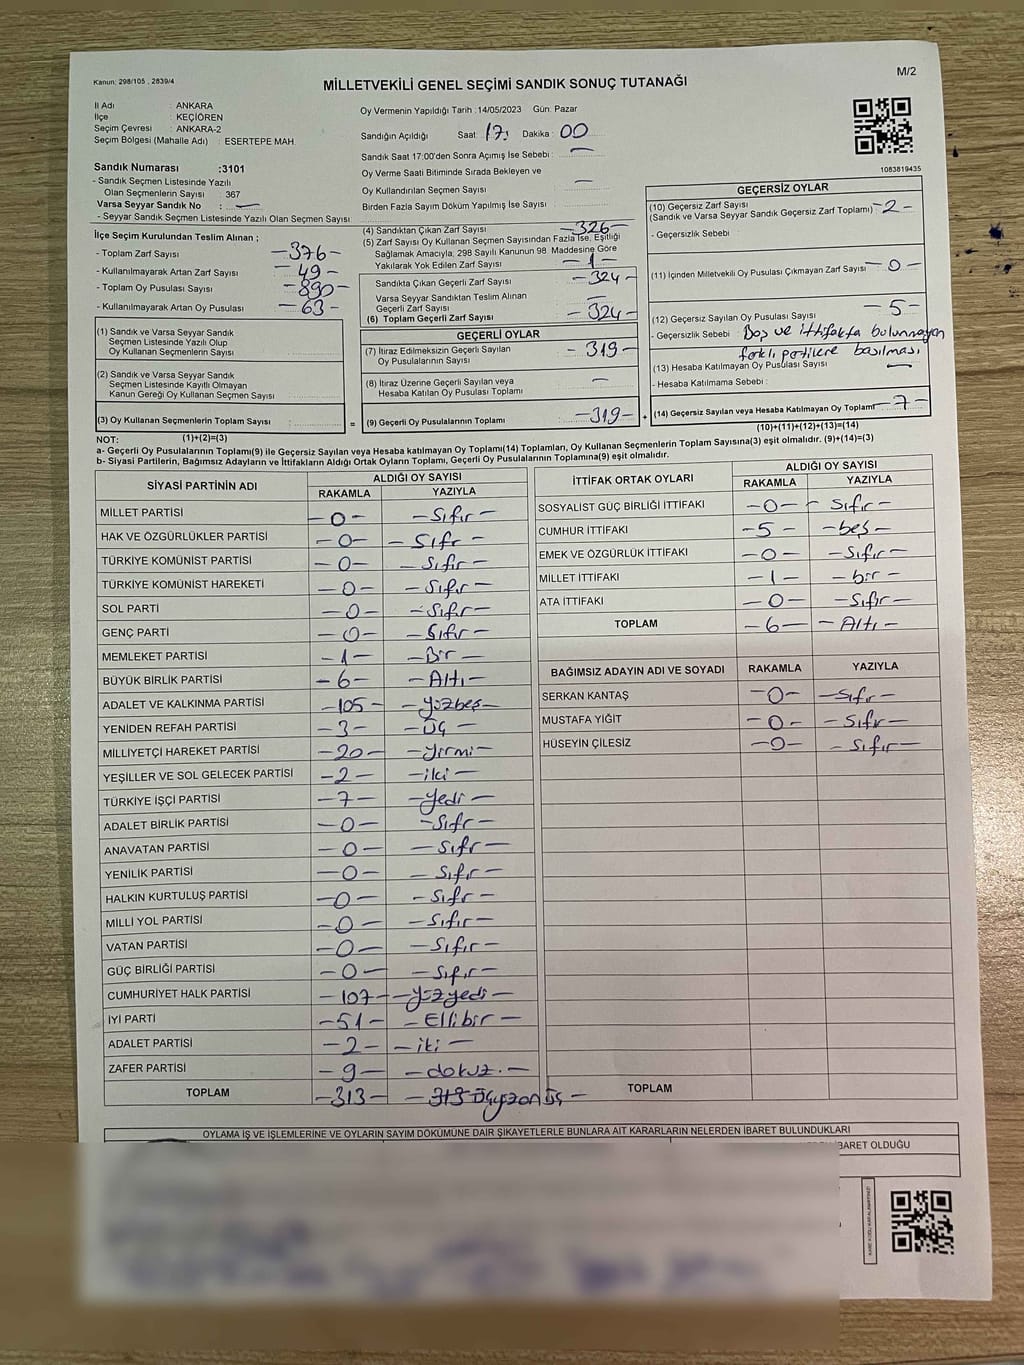 Kanun: 298/105 , 2839/4
M/2
MİLLETVEKİLİ GENEL SEÇİMİ SANDIK SONUÇ TUTANAĞI
İl Adı : ANKARA
İlçe : KEÇİÖREN
Seçim Çevresi : ANKARA-2
Seçim Bölgesi (Mahalle Adı) : ESERTEPE MAH.
Sandık Numarası :3101
- Sandık Seçmen Listesinde Yazılı
Olan Seçmenlerin Sayısı : 367
Varsa Seyyar Sandık No : —
- Seyyar Sandık Seçmen Listesinde Yazılı Olan Seçmen Sayısı
Oy Vermenin Yapıldığı Tarih :14/05/2023 Gün: Pazar
Sandığın Açıldığı Saat: 17: Dakika: 00
Sandık Saat 17:00'den Sonra Açımış İse Sebebi : —
Oy Verme Saati Bitiminde Sırada Bekleyen ve
Oy Kullandırılan Seçmen Sayısı —
Birden Fazla Sayım Döküm Yapılmış İse Sayısı :
1083819435
İlçe Seçim Kurulundan Teslim Alınan ;
- Toplam Zarf Sayısı -376-
- Kullanılmayarak Artan Zarf Sayısı -49-
- Toplam Oy Pusulası Sayısı -890-
- Kullanılmayarak Artan Oy Pusulası -63-
(1) Sandık ve Varsa Seyyar Sandık
Seçmen Listesinde Yazılı Olup
Oy Kullanan Seçmenlerin Sayısı
(2) Sandık ve Varsa Seyyar Sandık
Seçmen Listesinde Kayıtlı Olmayan
Kanun Gereği Oy Kullanan Seçmen Sayısı
(3) Oy Kullanan Seçmenlerin Toplam Sayısı
(1)+(2)=(3)
(4) Sandıktan Çıkan Zarf Sayısı -326-
(5) Zarf Sayısı Oy Kullanan Seçmen Sayısından Fazla İse, Eşitliği
Sağlamak Amacıyla, 298 Sayılı Kanunun 98. Maddesine Göre
Yakılarak Yok Edilen Zarf Sayısı -1-
Sandıkta Çıkan Geçerli Zarf Sayısı -324-
Varsa Seyyar Sandıktan Teslim Alınan
Geçerli Zarf Sayısı —
(6) Toplam Geçerli Zarf Sayısı -324-
GEÇERLİ OYLAR
(7) İtiraz Edilmeksizin Geçerli Sayılan
Oy Pusulalarının Sayısı -319-
(8) İtiraz Üzerine Geçerli Sayılan veya
Hesaba Katılan Oy Pusulası Toplamı —
= (9) Geçerli Oy Pusulalarının Toplamı -319- +
GEÇERSİZ OYLAR
(10) Geçersiz Zarf Sayısı
(Sandık ve Varsa Seyyar Sandık Geçersiz Zarf Toplamı) -2-
- Geçersizlik Sebebi :
(11) İçinden Milletvekili Oy Pusulası Çıkmayan Zarf Sayısı -0-
(12) Geçersiz Sayılan Oy Pusulası Sayısı -5-
- Geçersizlik Sebebi : Boş ve ittifakta bulunmayan
farklı partilere basılması
(13) Hesaba Katılmayan Oy Pusulası Sayısı —
- Hesaba Katılmama Sebebi :
(14) Geçersiz Sayılan veya Hesaba Katılmayan Oy Toplamı -7-
(10)+(11)+(12)+(13)=(14)
NOT:
a- Geçerli Oy Pusulalarının Toplamı(9) ile Geçersiz Sayılan veya Hesaba katılmayan Oy Toplamı(14) Toplamları, Oy Kullanan Seçmenlerin Toplam Sayısına(3) eşit olmalıdır. (9)+(14)=(3)
b- Siyasi Partilerin, Bağımsız Adayların ve İttifakların Aldığı Ortak Oyların Toplamı, Geçerli Oy Pusulalarının Toplamına(9) eşit olmalıdır.
SİYASİ PARTİNİN ADI ALDIĞI OY SAYISI
RAKAMLA YAZIYLA
MİLLET PARTİSİ -0- -Sıfır-
HAK VE ÖZGÜRLÜKLER PARTİSİ -0- -Sıfr-
TÜRKİYE KOMÜNİST PARTİSİ -0- -Sıfır-
TÜRKİYE KOMÜNİST HAREKETİ -0- -Sıfır-
SOL PARTİ -0- -Sıfır-
GENÇ PARTİ -0- -Sıfır-
MEMLEKET PARTİSİ -1- -Bir-
BÜYÜK BİRLİK PARTİSİ -6- -Altı-
ADALET VE KALKINMA PARTİSİ -105- -yüzbeş-
YENİDEN REFAH PARTİSİ -3- -Üç-
MİLLİYETÇİ HAREKET PARTİSİ -20- -yirmi-
YEŞİLLER VE SOL GELECEK PARTİSİ -2- -iki-
TÜRKİYE İŞÇİ PARTİSİ -7- -yedi-
ADALET BİRLİK PARTİSİ -0- -Sıfr-
ANAVATAN PARTİSİ -0- -Sıfr-
YENİLİK PARTİSİ -0- -Sıfır-
HALKIN KURTULUŞ PARTİSİ -0- -Sıfır-
MİLLİ YOL PARTİSİ -0- -Sıfır-
VATAN PARTİSİ -0- -Sıfır-
GÜÇ BİRLİĞİ PARTİSİ -0- -Sıfır-
CUMHURİYET HALK PARTİSİ -107- -yüzyedi-
İYİ PARTİ -51- -Ellibir-
ADALET PARTİSİ -2- -iki-
ZAFER PARTİSİ -9- -dokuz.-
TOPLAM -313- -313 üçyüzonüç-
İTTİFAK ORTAK OYLARI ALDIĞI OY SAYISI
RAKAMLA YAZIYLA
SOSYALİST GÜÇ BİRLİĞİ İTTİFAKI -0- -Sıfır-
CUMHUR İTTİFAKI -5- -beş-
EMEK VE ÖZGÜRLÜK İTTİFAKI -0- -Sıfır-
MİLLET İTTİFAKI -1- -bir-
ATA İTTİFAKI -0- -Sıfır-
TOPLAM -6- -Altı-
BAĞIMSIZ ADAYIN ADI VE SOYADI RAKAMLA YAZIYLA
SERKAN KANTAŞ -0- -Sıfır-
MUSTAFA YİĞİT -0- -Sıfır-
HÜSEYİN ÇİLESİZ -0- -Sıfır-
TOPLAM
OYLAMA İŞ VE İŞLEMLERİNE VE OYLARIN SAYIM DÖKÜMÜNE DAİR ŞİKAYETLERLE BUNLARA AİT KARARLARIN NELERDEN İBARET BULUNDUKLARI
BARET OLDUĞU